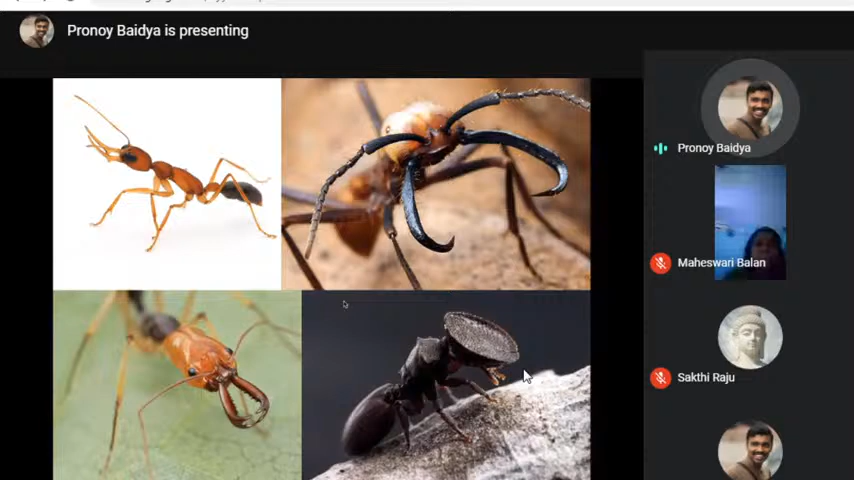 Pronoy Baidya is presenting
Pronoy Baidya
Maheswari Balan
Sakthi Raju